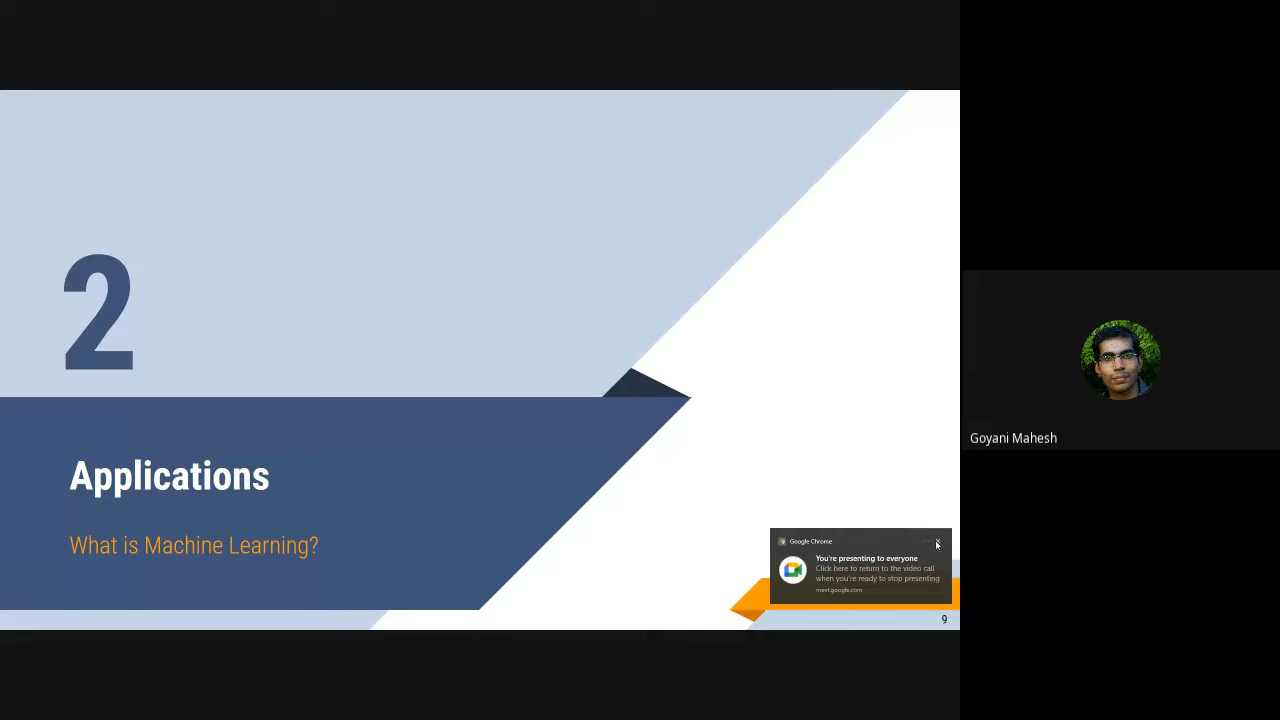 2
Applications
What is Machine Learning?
Google Chrome
You're presenting to everyone
Click here to return to the video call
when you're ready to stop presenting
meet.google.com
9
Goyani Mahesh